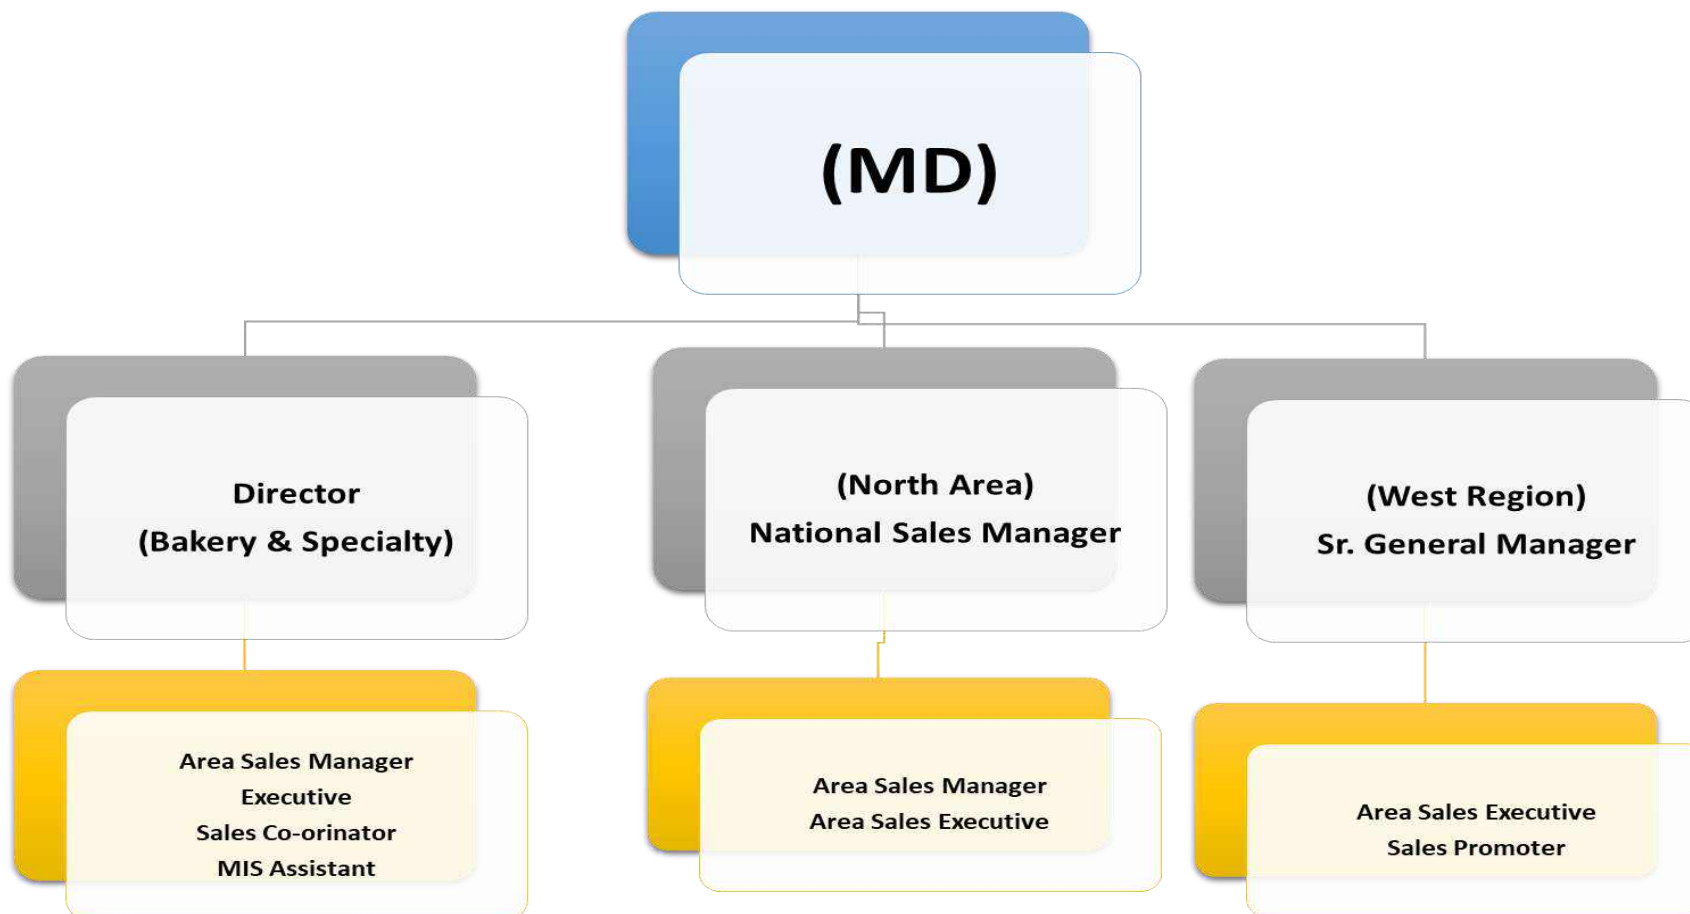 (MD)
Director
(Bakery & Specialty)
(North Area)
National Sales Manager
(West Region)
Sr. General Manager
Area Sales Manager
Executive
Sales Co-orinator
MIS Assistant
Area Sales Manager
Area Sales Executive
Area Sales Executive
Sales Promoter